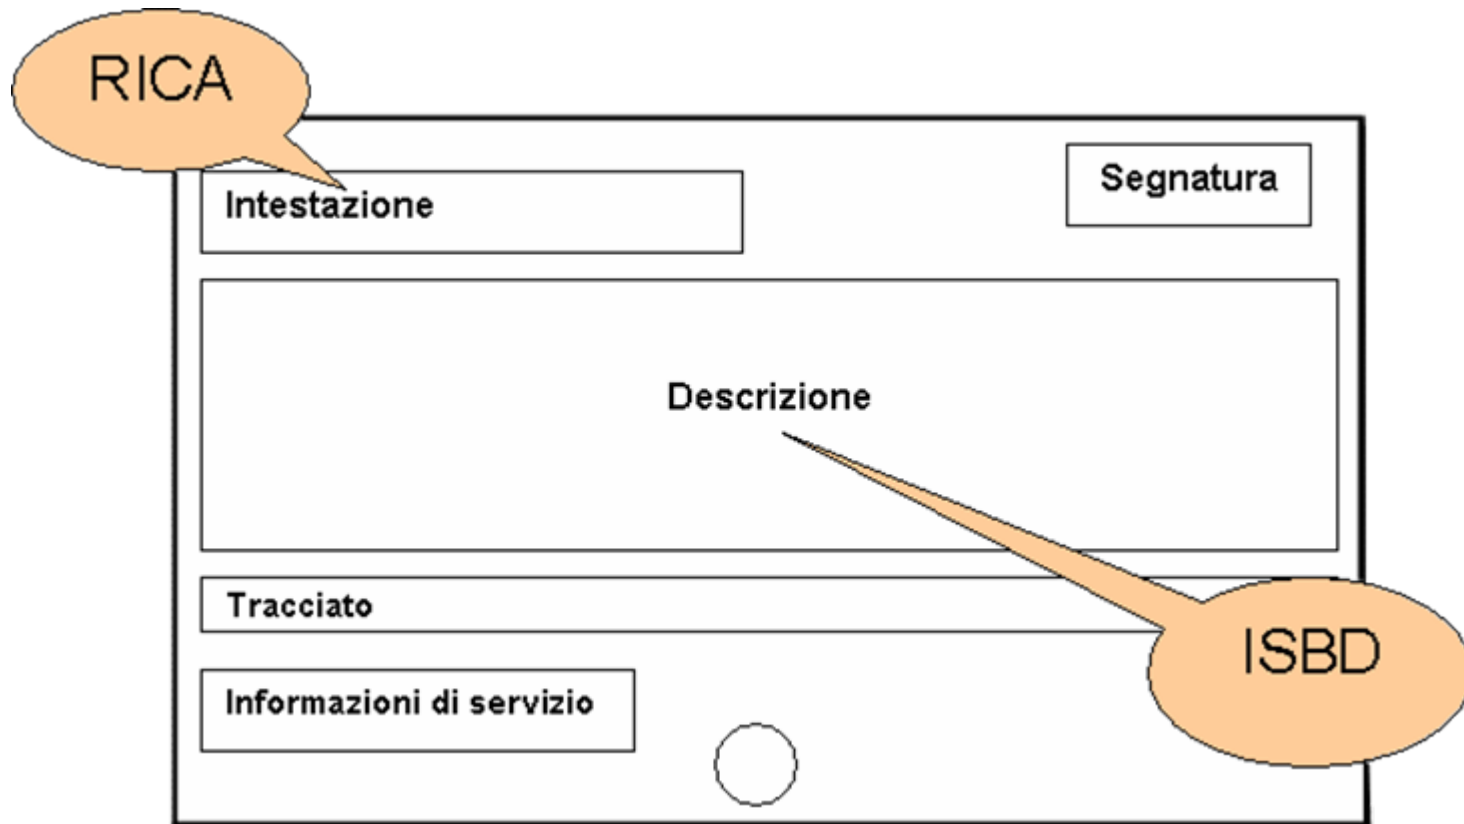 RICA
Segnatura
Intestazione
Descrizione
Tracciato
ISBD
Informazioni di servizio